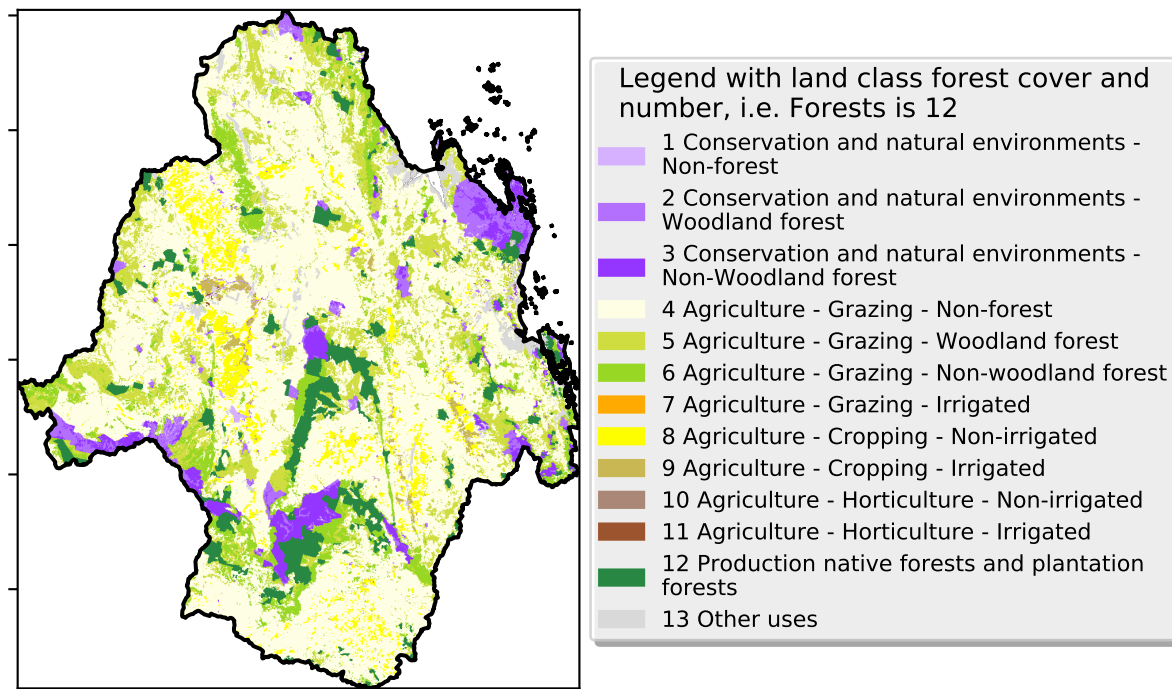 Legend with land class forest cover and
number, i.e. Forests is 12
1 Conservation and natural environments -
Non-forest
2 Conservation and natural environments -
Woodland forest
3 Conservation and natural environments -
Non-Woodland forest
4 Agriculture - Grazing - Non-forest
5 Agriculture - Grazing - Woodland forest
6 Agriculture - Grazing - Non-woodland forest
7 Agriculture - Grazing - Irrigated
8 Agriculture - Cropping - Non-irrigated
9 Agriculture - Cropping - Irrigated
10 Agriculture - Horticulture - Non-irrigated
11 Agriculture - Horticulture - Irrigated
12 Production native forests and plantation
forests
13 Other uses